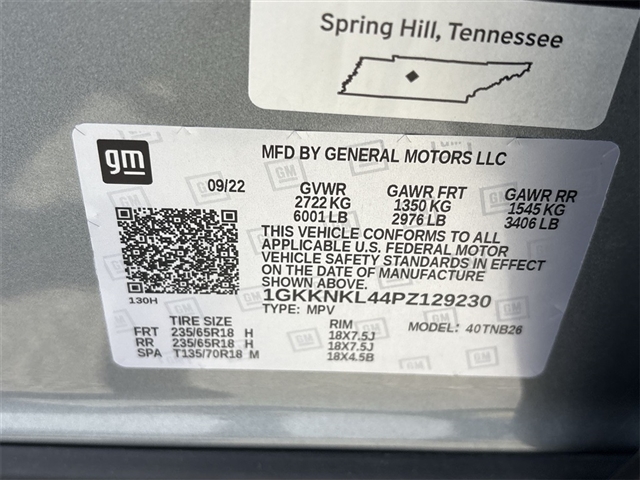 Spring Hill, Tennessee
gm
MFD BY GENERAL MOTORS LLC
09/22 GVWR GAWR FRT GAWR RR
2722 KG 1350 KG 1545 KG
6001 LB 2976 LB 3406 LB
THIS VEHICLE CONFORMS TO ALL
APPLICABLE U.S. FEDERAL MOTOR
VEHICLE SAFETY STANDARDS IN EFFECT
ON THE DATE OF MANUFACTURE
SHOWN ABOVE.
130H
1GKKNKL44PZ129230
TYPE: MPV
MODEL: 40TNB26
TIRE SIZE RIM
FRT 235/65R18 H 18X7.5J
RR 235/65R18 H 18X7.5J
SPA T135/70R18 M 18X4.5B